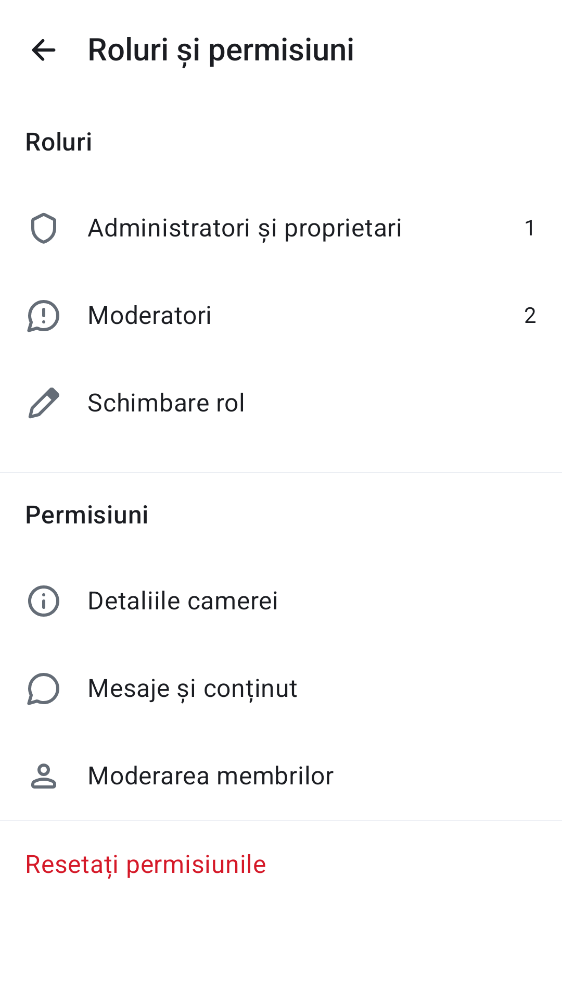 Roluri și permisiuni
Roluri
Administratori și proprietari 1
Moderatori 2
Schimbare rol
Permisiuni
Detaliile camerei
Mesaje și conținut
Moderarea membrilor
Resetați permisiunile